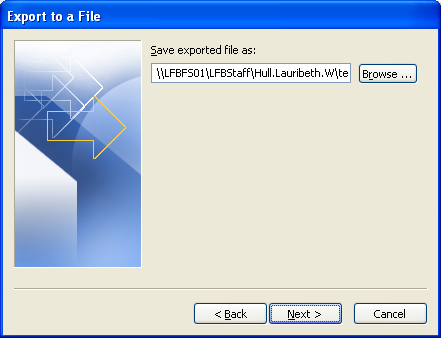 Export to a File
Save exported file as:
\\LFBFS01\LFBStaff\Hull.Lauribeth.W\te
Browse ...
< Back
Next >
Cancel